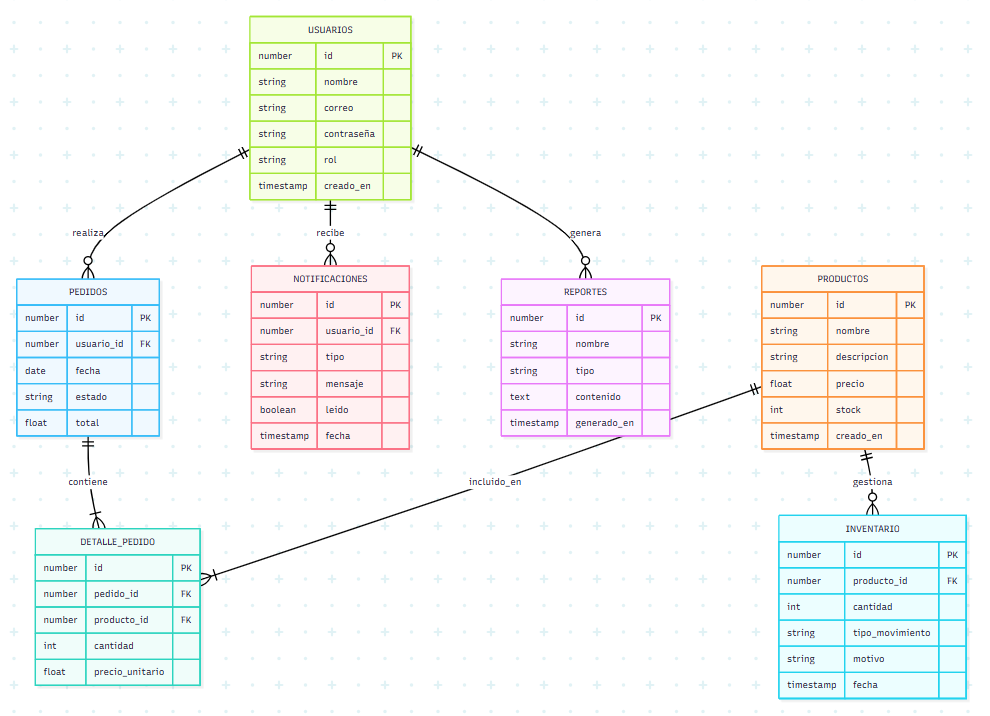 USUARIOS
number id PK
string nombre
string correo
string contraseña
string rol
timestamp creado_en
realiza
recibe
genera
PEDIDOS
number id PK
number usuario_id FK
date fecha
string estado
float total
NOTIFICACIONES
number id PK
number usuario_id FK
string tipo
string mensaje
boolean leido
timestamp fecha
REPORTES
number id PK
string nombre
string tipo
text contenido
timestamp generado_en
PRODUCTOS
number id PK
string nombre
string descripcion
float precio
int stock
timestamp creado_en
contiene
incluido_en
gestiona
DETALLE_PEDIDO
number id PK
number pedido_id FK
number producto_id FK
int cantidad
float precio_unitario
INVENTARIO
number id PK
number producto_id FK
int cantidad
string tipo_movimiento
string motivo
timestamp fecha